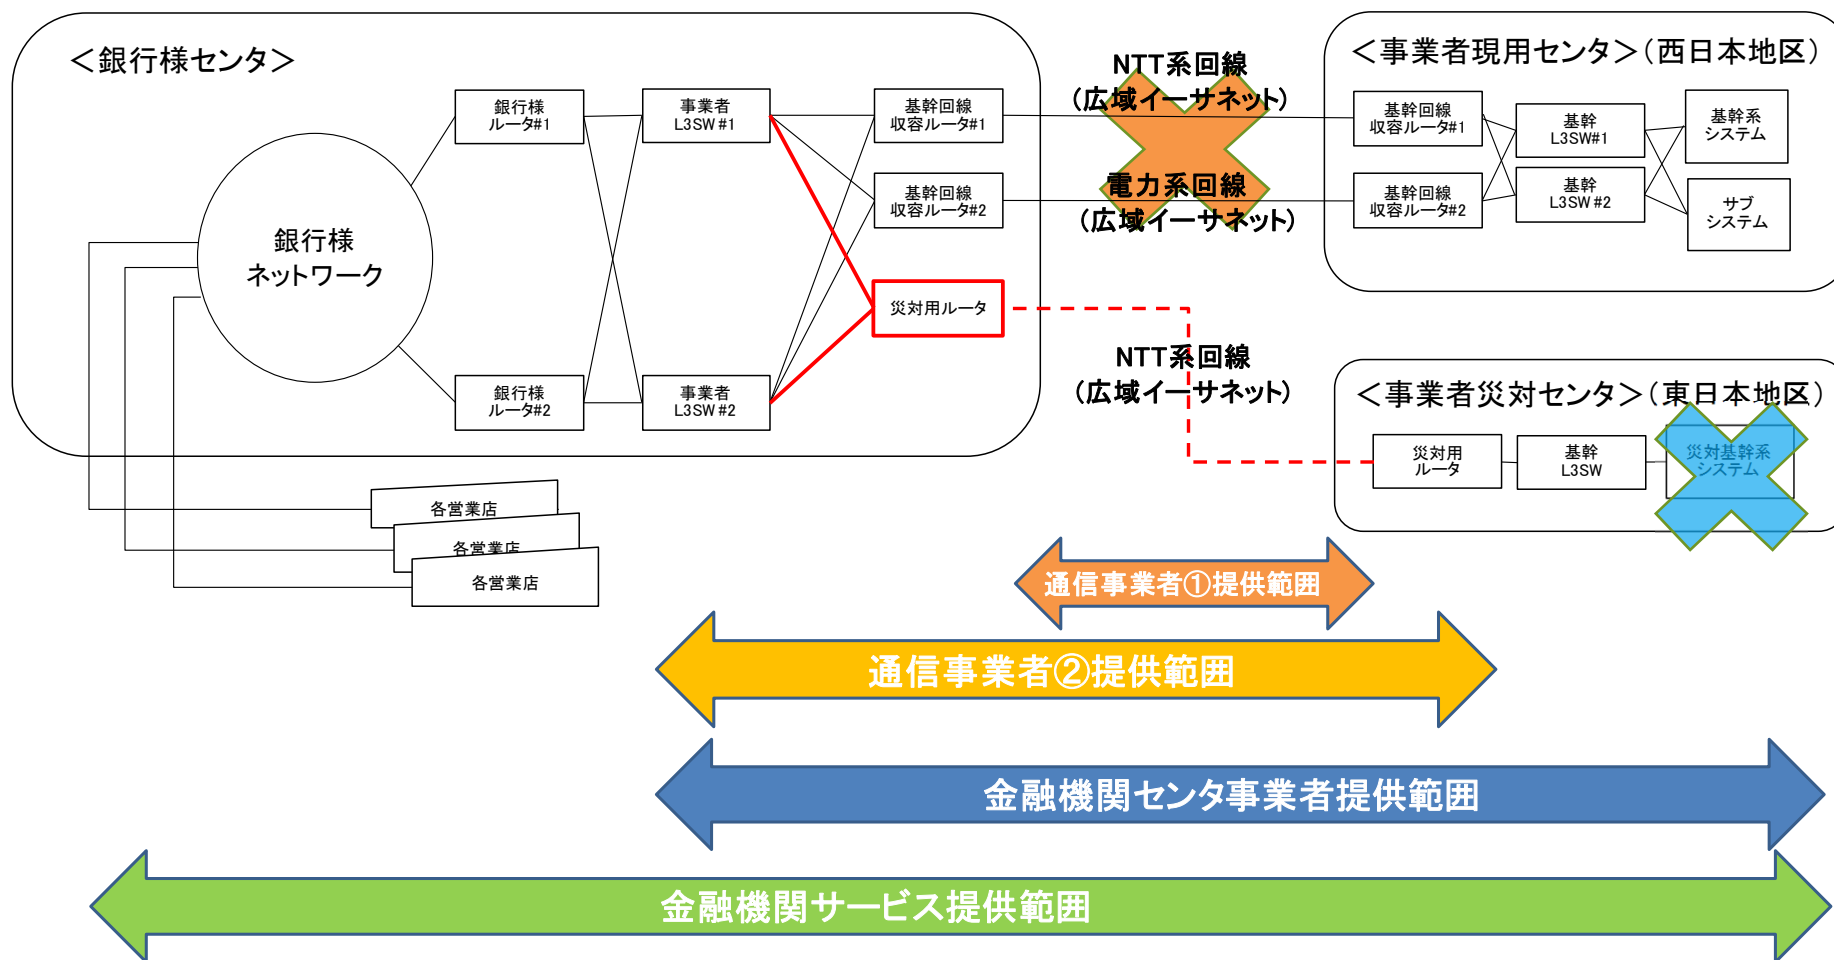 ＜銀行様センタ＞
銀行様
ルータ#1
事業者
L3SW#1
基幹回線
収容ルータ#1
基幹回線
収容ルータ#2
銀行様
ネットワーク
災対用ルータ
銀行様
ルータ#2
事業者
L3SW#2
各営業店
各営業店
各営業店
NTT系回線
（広域イーサネット）
電力系回線
（広域イーサネット）
NTT系回線
（広域イーサネット）
＜事業者現用センタ＞（西日本地区）
基幹回線
収容ルータ#1
基幹
L3SW#1
基幹系
システム
基幹回線
収容ルータ#2
基幹
L3SW#2
サブ
システム
＜事業者災対センタ＞（東日本地区）
災対用
ルータ
基幹
L3SW
災対基幹系
システム
通信事業者①提供範囲
通信事業者②提供範囲
金融機関センタ事業者提供範囲
金融機関サービス提供範囲